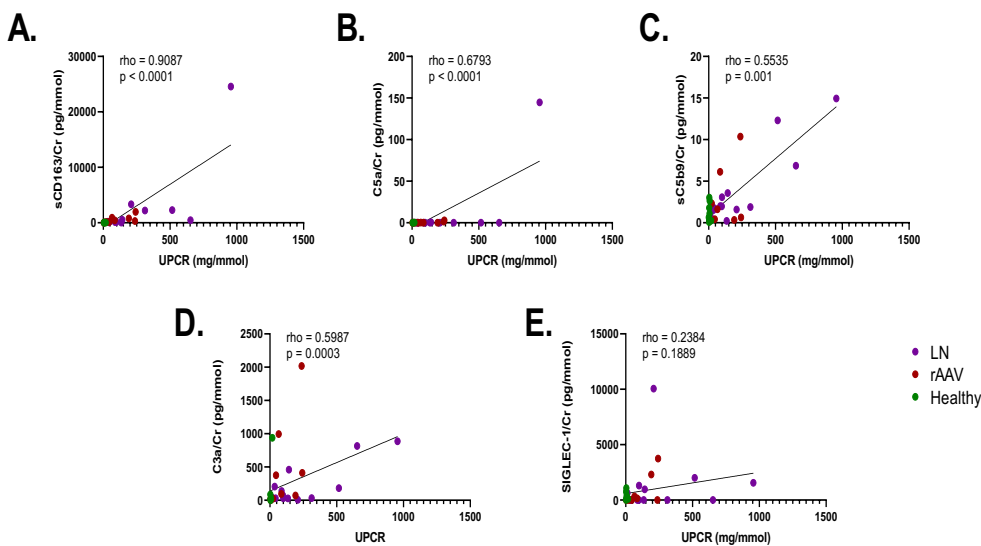 A.
rho = 0.9087
p < 0.0001
sCD163/Cr (pg/mmol)
30000
20000
10000
0
0
500
1000
1500
UPCR (mg/mmol)
B.
rho = 0.6793
p < 0.0001
C5a/Cr (pg/mmol)
200
150
100
50
0
0
500
1000
1500
UPCR (mg/mmol)
C.
rho = 0.5535
p = 0.001
sC5b9/Cr (pg/mmol)
20
15
10
5
0
0
500
1000
1500
UPCR (mg/mmol)
D.
rho = 0.5987
p = 0.0003
C3a/Cr (pg/mmol)
2500
2000
1500
1000
500
0
0
500
1000
1500
UPCR
E.
rho = 0.2384
p = 0.1889
SIGLEC-1/Cr (pg/mmol)
15000
10000
5000
0
0
500
1000
1500
UPCR (mg/mmol)
LN
rAAV
Healthy